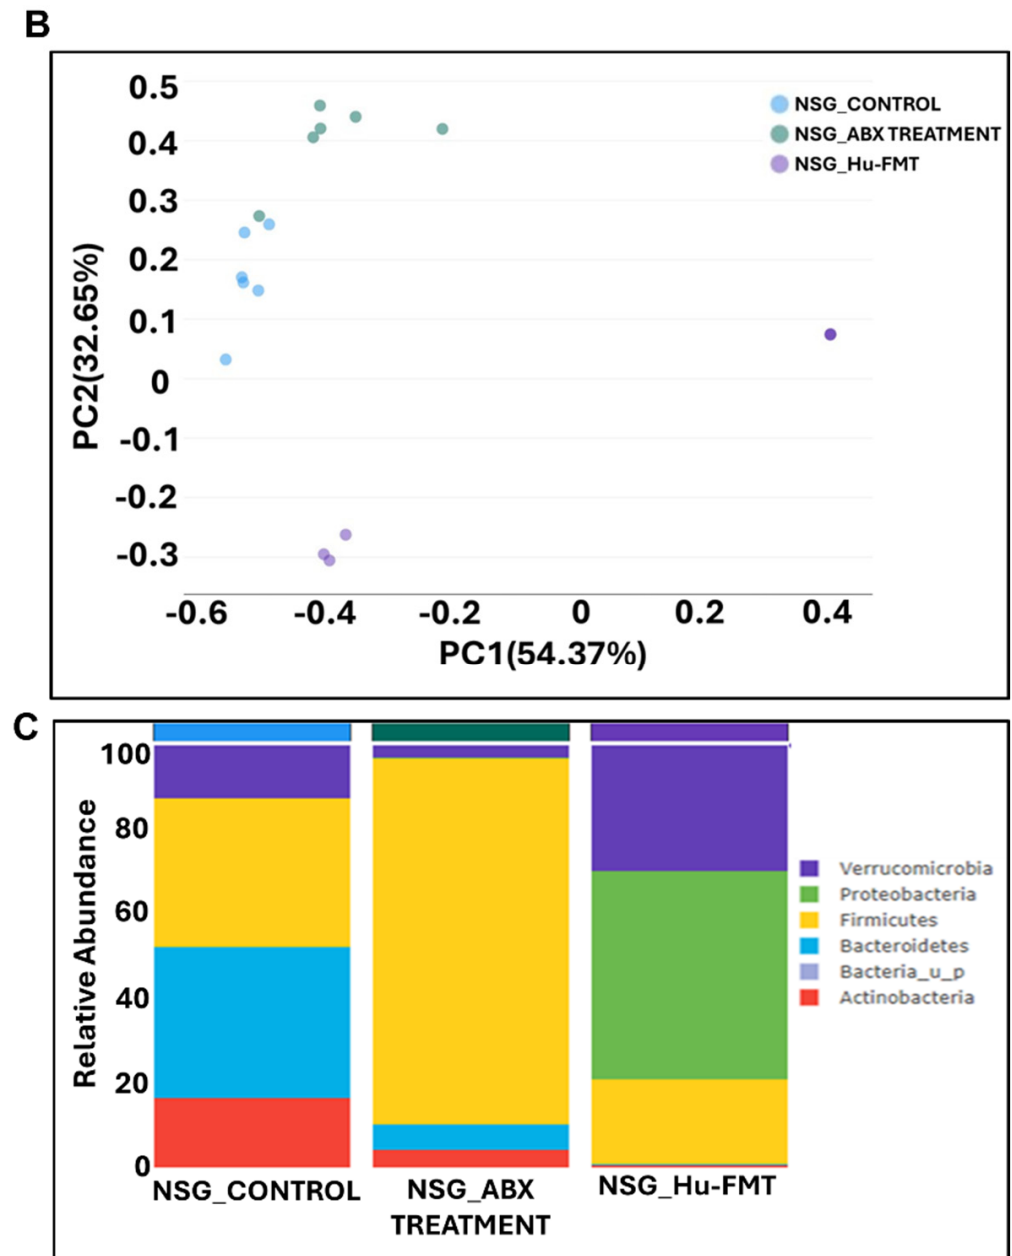 B
0.5
0.4
0.3
0.2
0.1
0
-0.1
-0.2
-0.3
PC2(32.65%)
NSG_CONTROL
NSG_ABX TREATMENT
NSG_Hu-FMT
-0.6 -0.4 -0.2 0 0.2 0.4
PC1(54.37%)
C
100
80
60
40
20
0
Relative Abundance
Verrucomicrobia
Proteobacteria
Firmicutes
Bacteroidetes
Bacteria_u_p
Actinobacteria
NSG_CONTROL
NSG_ABX
TREATMENT
NSG_Hu-FMT